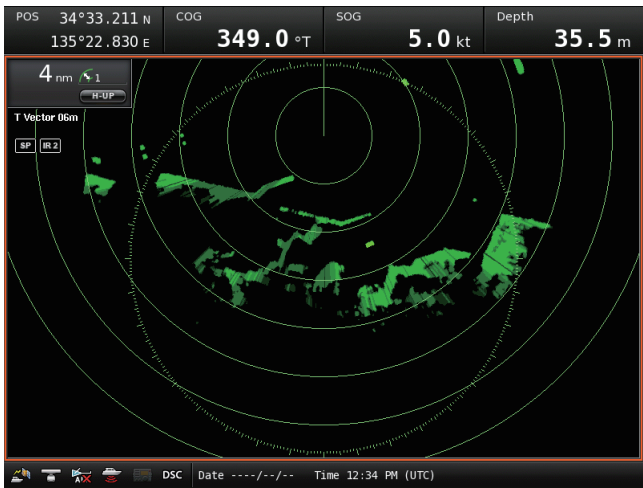 POS 34°33.211 N
135°22.830 E
COG
349.0 °T
SOG
5.0 kt
Depth
35.5 m
4 nm 1
H-UP
T Vector 06m
SP IR 2
AIX DSC Date ----/--/-- Time 12:34 PM (UTC)